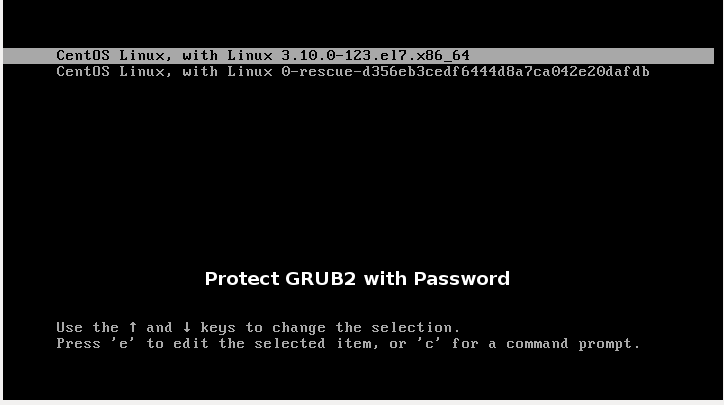 CentOS Linux, with Linux 3.10.0-123.el7.x86_64
CentOS Linux, with Linux 0-rescue-d356eb3cedf6444d8a7ca042e20dafdb
Protect GRUB2 with Password
Use the ↑ and ↓ keys to change the selection.
Press 'e' to edit the selected item, or 'c' for a command prompt.